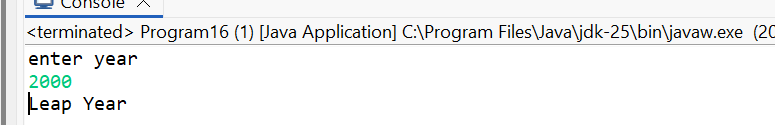 Console
<terminated> Program16 (1) [Java Application] C:\Program Files\Java\jdk-25\bin\javaw.exe (20
enter year
2000
Leap Year